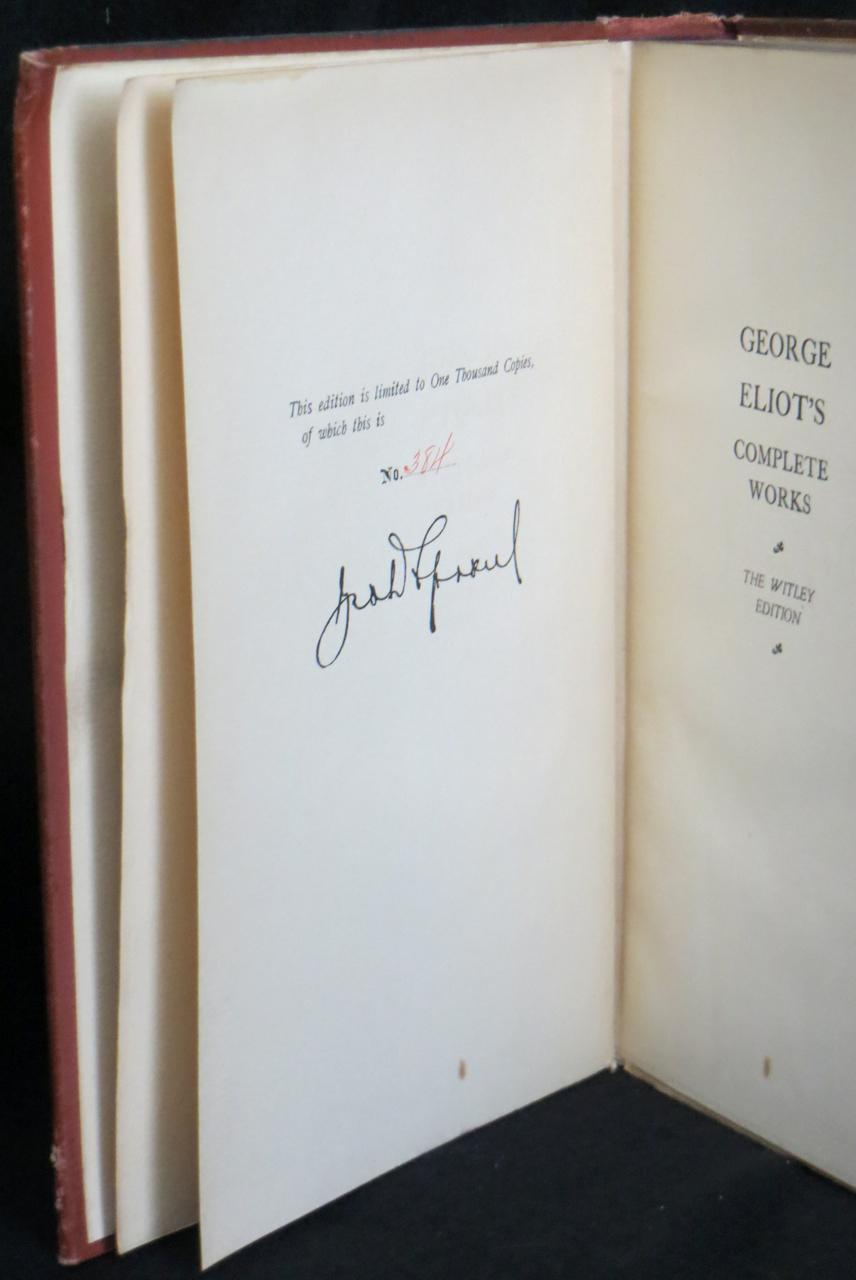 This edition is limited to One Thousand Copies,
of which this is
No. 384
GEORGE
ELIOT'S
COMPLETE
WORKS
THE WITLEY
EDITION